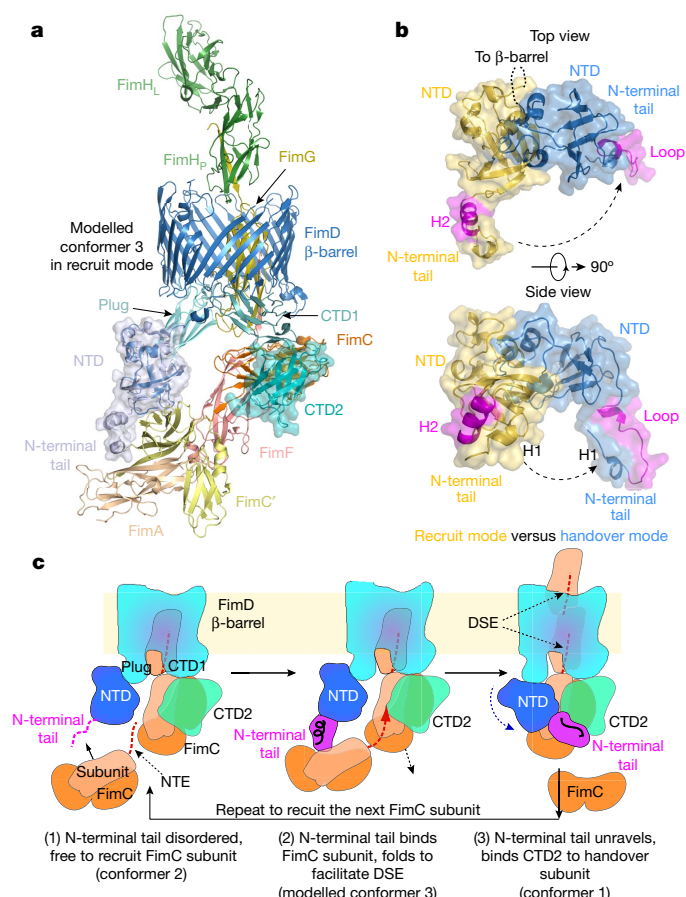 a
FimH_L
FimH_P
FimG
Modelled
conformer 3
in recruit mode
FimD
β-barrel
Plug
CTD1
NTD
FimC
CTD2
N-terminal
tail
FimF
FimC′
FimA
b
Top view
To β-barrel
NTD
NTD
N-terminal
tail
Loop
H2
N-terminal
tail
90º
Side view
NTD
NTD
H2
Loop
H1
H1
N-terminal
tail
N-terminal
tail
Recruit mode versus handover mode
c
FimD
β-barrel
DSE
Plug
CTD1
NTD
NTD
NTD
N-terminal
tail
CTD2
FimC
Subunit
FimC
NTE
N-terminal
tail
CTD2
CTD2
N-terminal
tail
FimC
Repeat to recuit the next FimC subunit
(1) N-terminal tail disordered,
free to recruit FimC subunit
(conformer 2)
(2) N-terminal tail binds
FimC subunit, folds to
facilitate DSE
(modelled conformer 3)
(3) N-terminal tail unravels,
binds CTD2 to handover
subunit
(conformer 1)